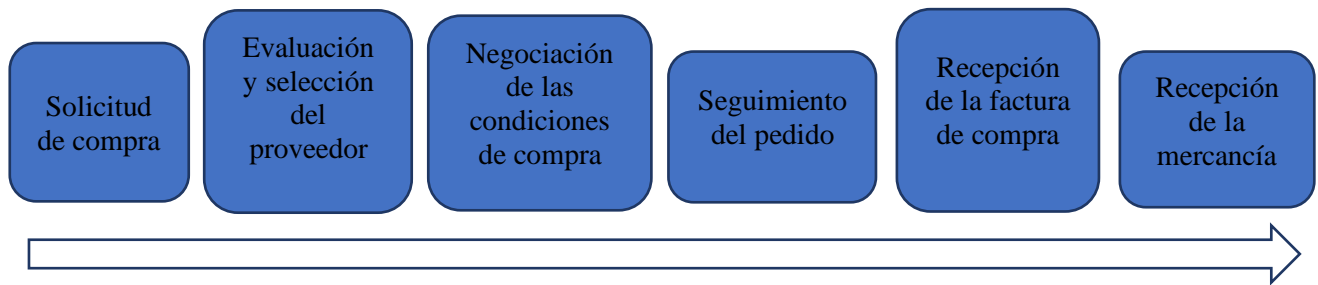 Solicitud
de compra
Evaluación
y selección
del
proveedor
Negociación
de las
condiciones
de compra
Seguimiento
del pedido
Recepción
de la factura
de compra
Recepción
de la
mercancía